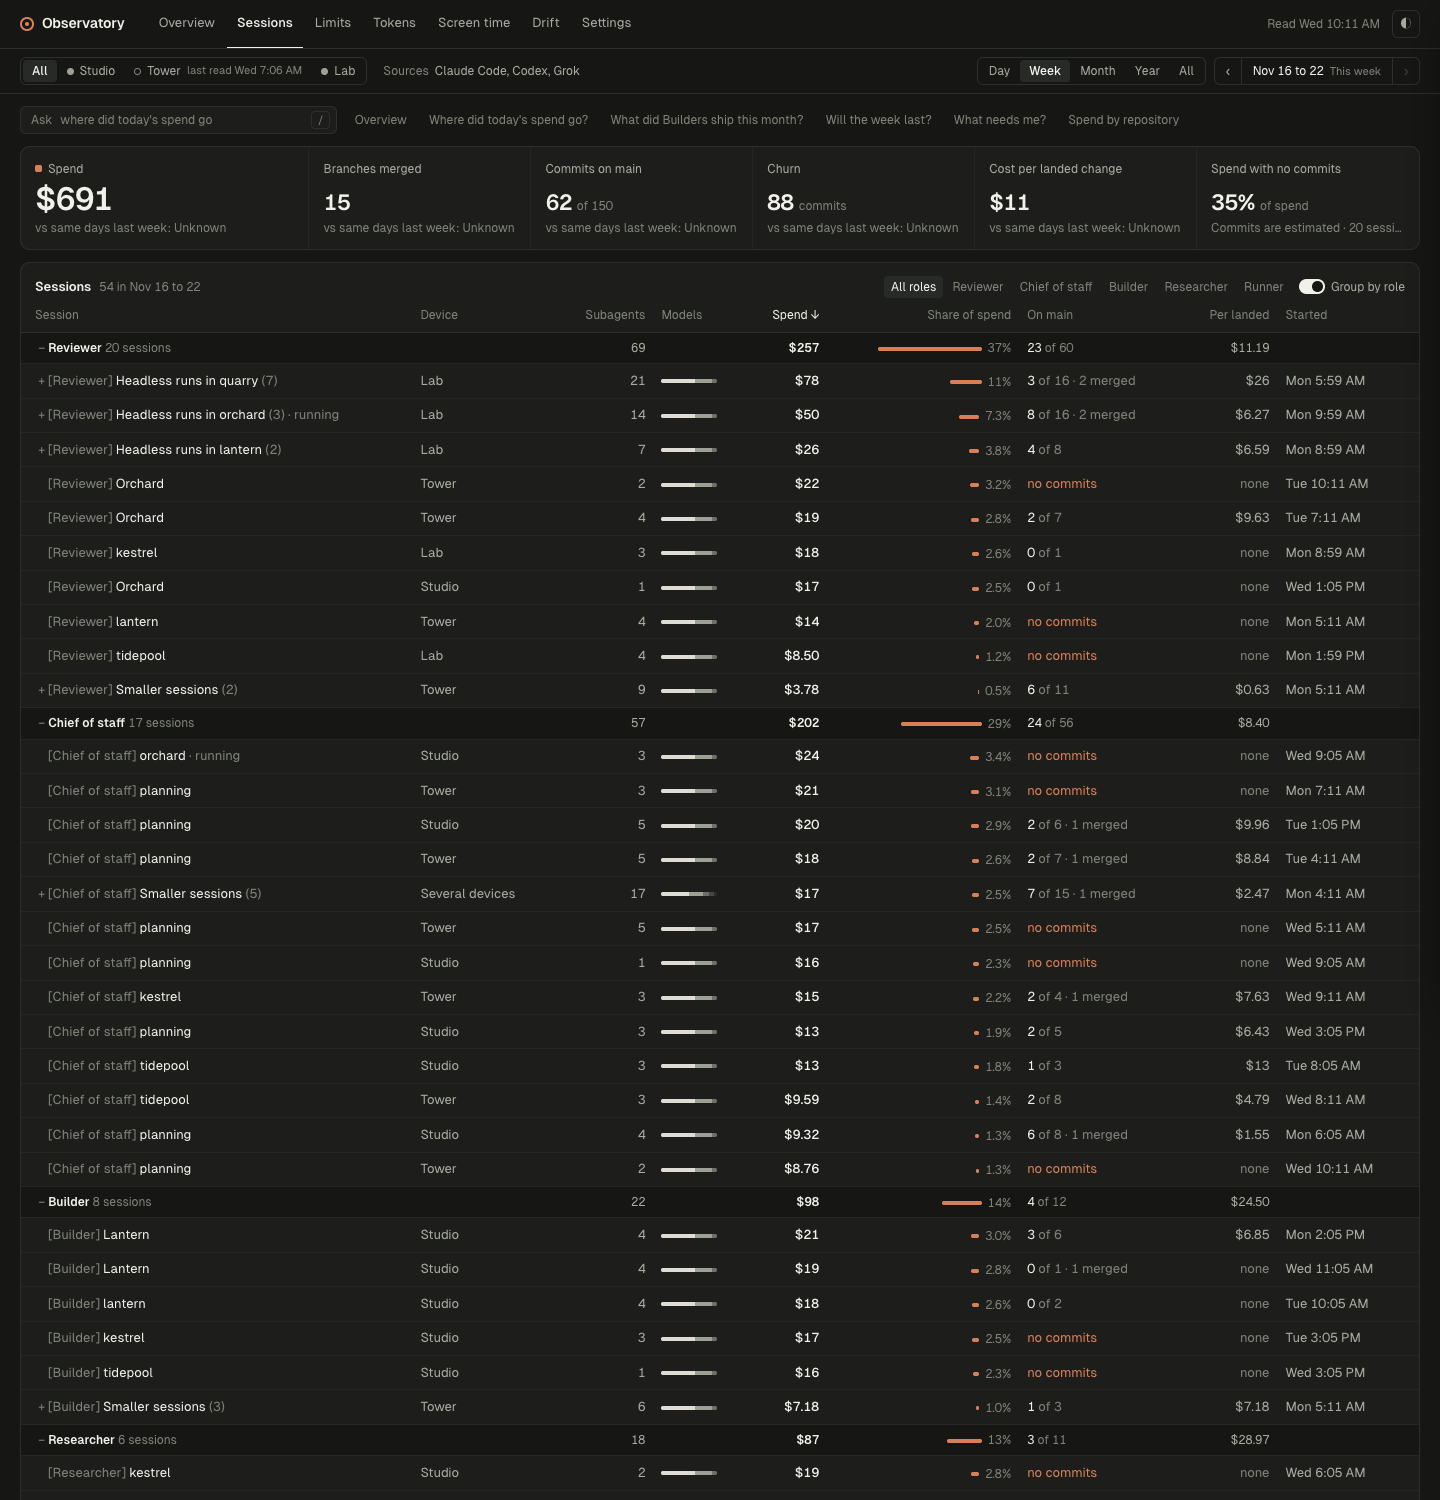 Observatory Overview Sessions Limits Tokens Screen time Drift Settings Read Wed 10:11 AM
All Studio Tower last read Wed 7:06 AM Lab Sources Claude Code, Codex, Grok Day Week Month Year All ‹ Nov 16 to 22 This week ›
Ask where did today's spend go / Overview Where did today's spend go? What did Builders ship this month? Will the week last? What needs me? Spend by repository
Spend Branches merged Commits on main Churn Cost per landed change Spend with no commits
$691 15 62 of 150 88 commits $11 35% of spend
vs same days last week: Unknown vs same days last week: Unknown vs same days last week: Unknown vs same days last week: Unknown vs same days last week: Unknown Commits are estimated · 20 sessi…
Sessions 54 in Nov 16 to 22 All roles Reviewer Chief of staff Builder Researcher Runner Group by role
Session Device Subagents Models Spend ↓ Share of spend On main Per landed Started
– Reviewer 20 sessions 69 $257 37% 23 of 60 $11.19
+ [Reviewer] Headless runs in quarry (7) Lab 21 $78 11% 3 of 16 · 2 merged $26 Mon 5:59 AM
+ [Reviewer] Headless runs in orchard (3) · running Lab 14 $50 7.3% 8 of 16 · 2 merged $6.27 Mon 9:59 AM
+ [Reviewer] Headless runs in lantern (2) Lab 7 $26 3.8% 4 of 8 $6.59 Mon 8:59 AM
[Reviewer] Orchard Tower 2 $22 3.2% no commits none Tue 10:11 AM
[Reviewer] Orchard Tower 4 $19 2.8% 2 of 7 $9.63 Tue 7:11 AM
[Reviewer] kestrel Lab 3 $18 2.6% 0 of 1 none Mon 8:59 AM
[Reviewer] Orchard Studio 1 $17 2.5% 0 of 1 none Wed 1:05 PM
[Reviewer] lantern Tower 4 $14 2.0% no commits none Mon 5:11 AM
[Reviewer] tidepool Lab 4 $8.50 1.2% no commits none Mon 1:59 PM
+ [Reviewer] Smaller sessions (2) Tower 9 $3.78 0.5% 6 of 11 $0.63 Mon 5:11 AM
– Chief of staff 17 sessions 57 $202 29% 24 of 56 $8.40
[Chief of staff] orchard · running Studio 3 $24 3.4% no commits none Wed 9:05 AM
[Chief of staff] planning Tower 3 $21 3.1% no commits none Mon 7:11 AM
[Chief of staff] planning Studio 5 $20 2.9% 2 of 6 · 1 merged $9.96 Tue 1:05 PM
[Chief of staff] planning Tower 5 $18 2.6% 2 of 7 · 1 merged $8.84 Tue 4:11 AM
+ [Chief of staff] Smaller sessions (5) Several devices 17 $17 2.5% 7 of 15 · 1 merged $2.47 Mon 4:11 AM
[Chief of staff] planning Tower 5 $17 2.5% no commits none Wed 5:11 AM
[Chief of staff] planning Studio 1 $16 2.3% no commits none Wed 9:05 AM
[Chief of staff] kestrel Tower 3 $15 2.2% 2 of 4 · 1 merged $7.63 Wed 9:11 AM
[Chief of staff] planning Studio 3 $13 1.9% 2 of 5 $6.43 Wed 3:05 PM
[Chief of staff] tidepool Studio 3 $13 1.8% 1 of 3 $13 Tue 8:05 AM
[Chief of staff] tidepool Tower 3 $9.59 1.4% 2 of 8 $4.79 Wed 8:11 AM
[Chief of staff] planning Studio 4 $9.32 1.3% 6 of 8 · 1 merged $1.55 Mon 6:05 AM
[Chief of staff] planning Tower 2 $8.76 1.3% no commits none Wed 10:11 AM
– Builder 8 sessions 22 $98 14% 4 of 12 $24.50
[Builder] Lantern Studio 4 $21 3.0% 3 of 6 $6.85 Mon 2:05 PM
[Builder] Lantern Studio 4 $19 2.8% 0 of 1 · 1 merged none Wed 11:05 AM
[Builder] lantern Studio 4 $18 2.6% 0 of 2 none Tue 10:05 AM
[Builder] kestrel Studio 3 $17 2.5% no commits none Tue 3:05 PM
[Builder] tidepool Studio 1 $16 2.3% no commits none Wed 3:05 PM
+ [Builder] Smaller sessions (3) Tower 6 $7.18 1.0% 1 of 3 $7.18 Mon 5:11 AM
– Researcher 6 sessions 18 $87 13% 3 of 11 $28.97
[Researcher] kestrel Studio 2 $19 2.8% no commits none Wed 6:05 AM